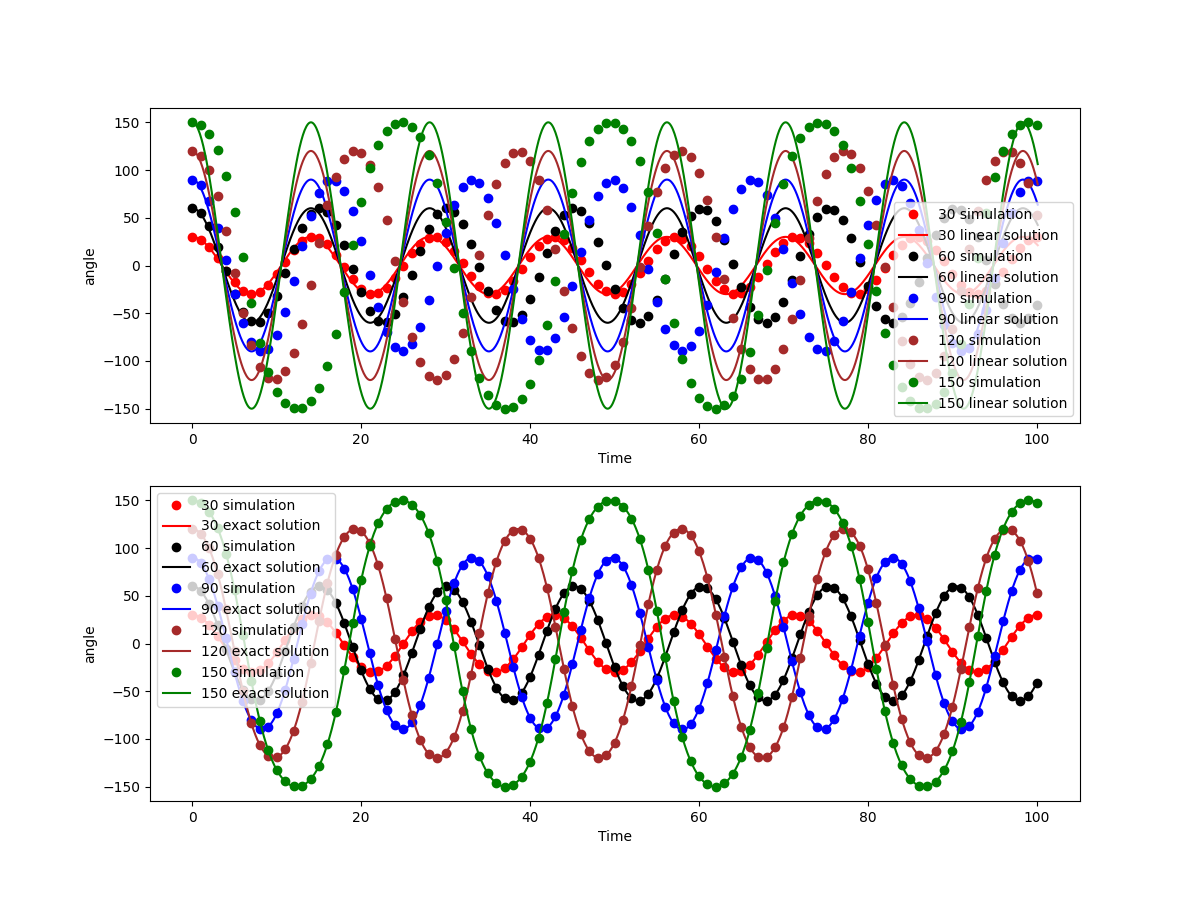 150
100
50
0
−50
−100
−150
angle
30 simulation
30 linear solution
60 simulation
60 linear solution
90 simulation
90 linear solution
120 simulation
120 linear solution
150 simulation
150 linear solution
0 20 40 60 80 100
Time
150
100
50
0
−50
−100
−150
angle
30 simulation
30 exact solution
60 simulation
60 exact solution
90 simulation
90 exact solution
120 simulation
120 exact solution
150 simulation
150 exact solution
0 20 40 60 80 100
Time